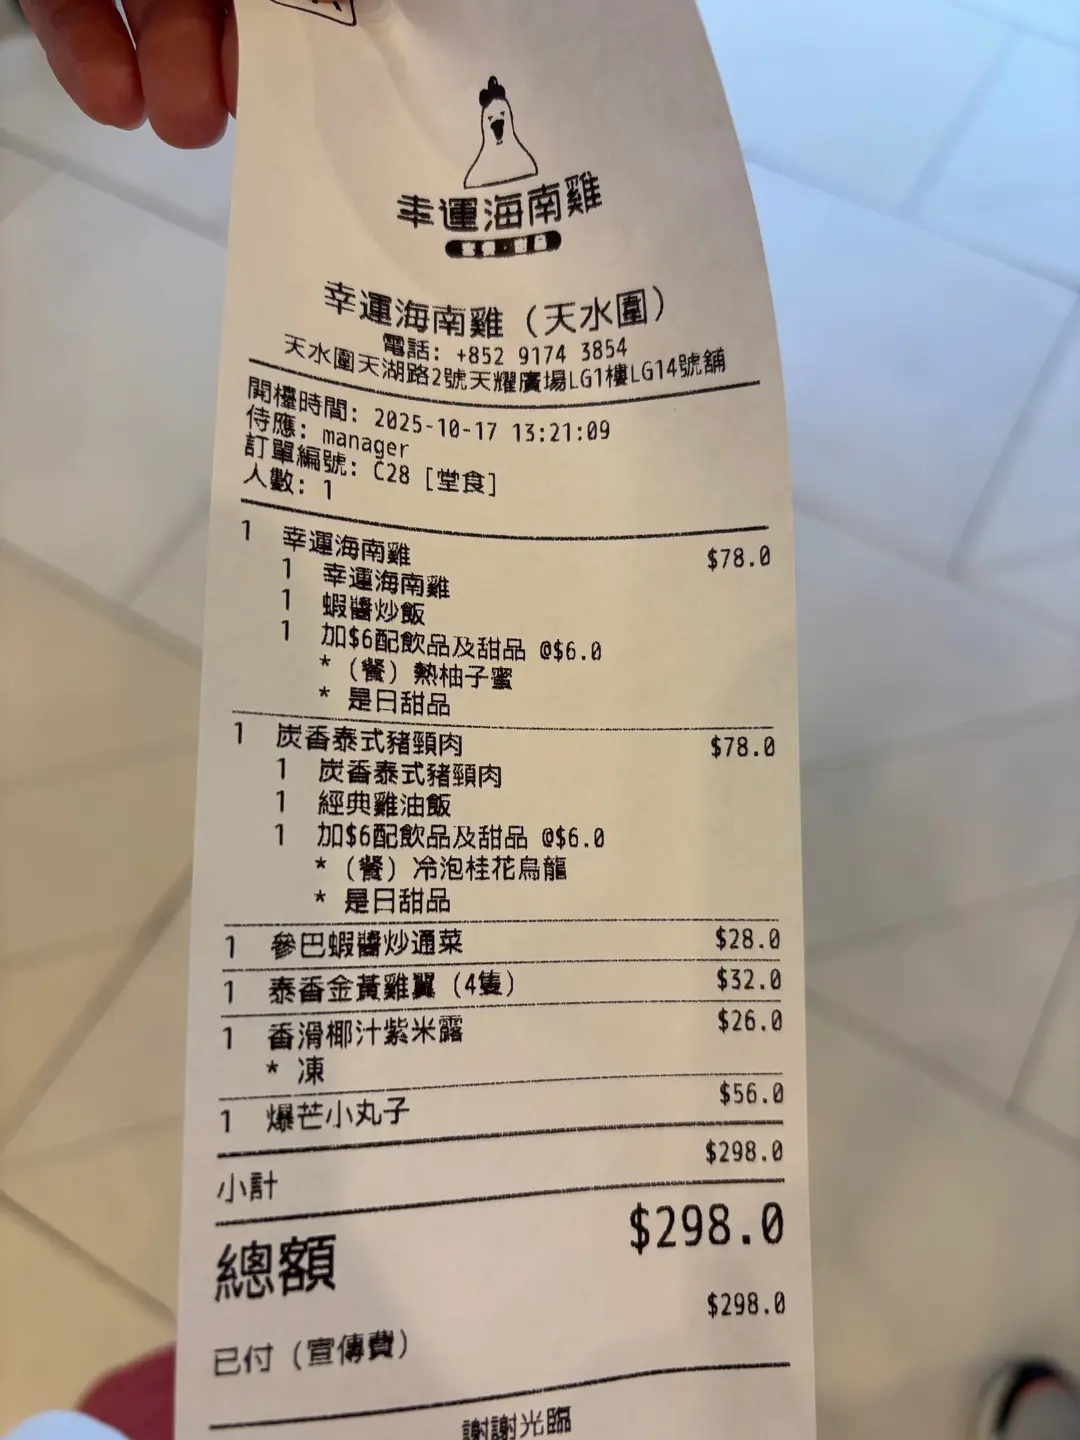 幸運海南雞
幸運海南雞（天水圍）
電話: +852 9174 3854
天水圍天湖路2號天耀廣場LG1樓LG14號舖
開檯時間: 2025-10-17 13:21:09
侍應: manager
訂單編號: C28 [堂食]
人數: 1
1 幸運海南雞 $78.0
1 幸運海南雞
1 蝦醬炒飯
1 加$6配飲品及甜品 @$6.0
* （餐）熱柚子蜜
* 是日甜品
1 炭香泰式豬頸肉 $78.0
1 炭香泰式豬頸肉
1 經典雞油飯
1 加$6配飲品及甜品 @$6.0
* （餐）冷泡桂花烏龍
* 是日甜品
1 參巴蝦醬炒通菜 $28.0
1 泰香金黃雞翼（4隻） $32.0
1 香滑椰汁紫米露 $26.0
* 凍
1 爆芒小丸子 $56.0
小計 $298.0
總額 $298.0
已付（宣傳費） $298.0
謝謝光臨